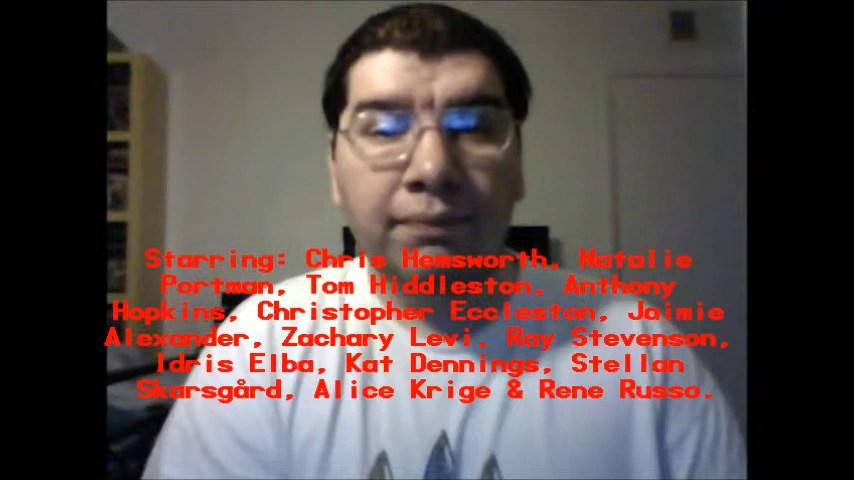 Starring: Chris Hemsworth, Natalie
Portman, Tom Hiddleston, Anthony
Hopkins, Christopher Eccleston, Jaimie
Alexander, Zachary Levi, Ray Stevenson,
Idris Elba, Kat Dennings, Stellan
Skarsgård, Alice Krige & Rene Russo.